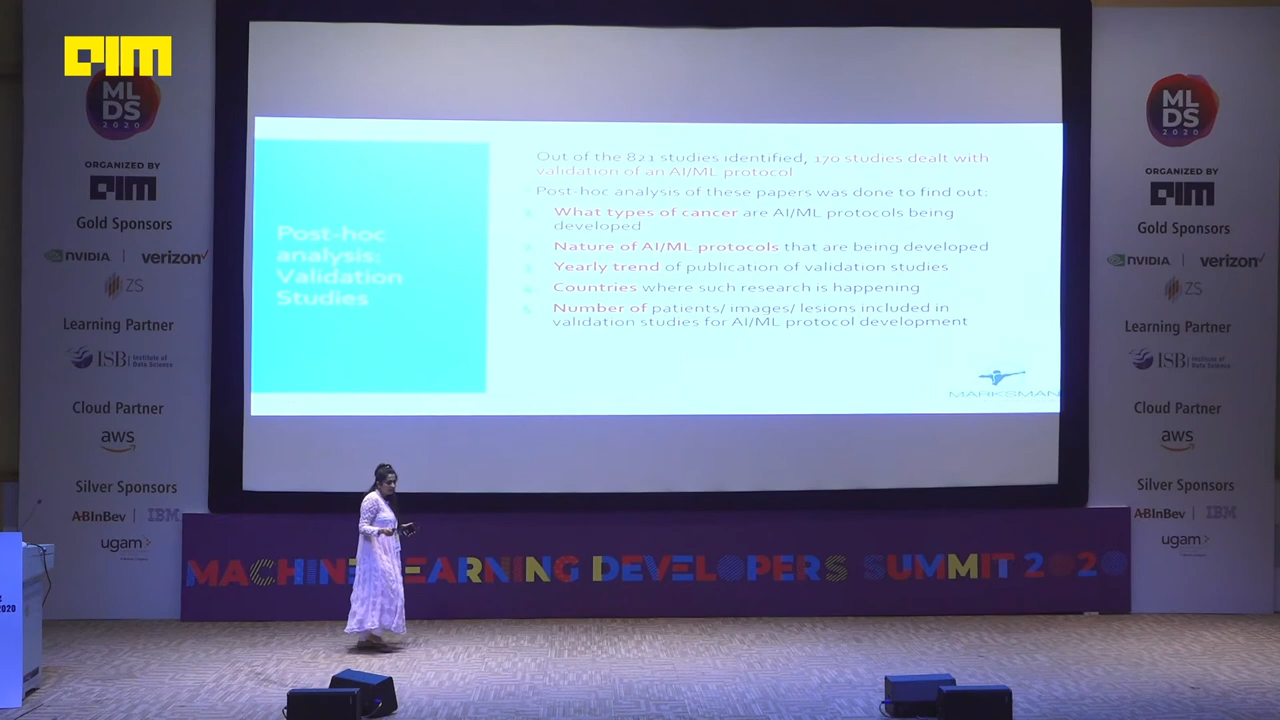 AIM
ML
DS
2020
ORGANIZED BY
AIM
Gold Sponsors
NVIDIA | verizon
ZS
Learning Partner
ISB Institute of
Data Science
Cloud Partner
aws
Silver Sponsors
ABInBev | IBM
ugam
2020
Post-hoc
analysis:
Validation
Studies
Out of the 821 studies identified, 170 studies dealt with
validation of an AI/ML protocol
Post-hoc analysis of these papers was done to find out:
What types of cancer are AI/ML protocols being
developed
Nature of AI/ML protocols that are being developed
Yearly trend of publication of validation studies
Countries where such research is happening
Number of patients/ images/ lesions included in
validation studies for AI/ML protocol development
MARKSMAN
MACHINE LEARNING DEVELOPERS SUMMIT 2020
ML
DS
2020
ORGANIZED BY
AIM
Gold Sponsors
NVIDIA | verizon
ZS
Learning Partner
ISB Institute of
Data Science
Cloud Partner
aws
Silver Sponsors
ABInBev | IBM
ugam